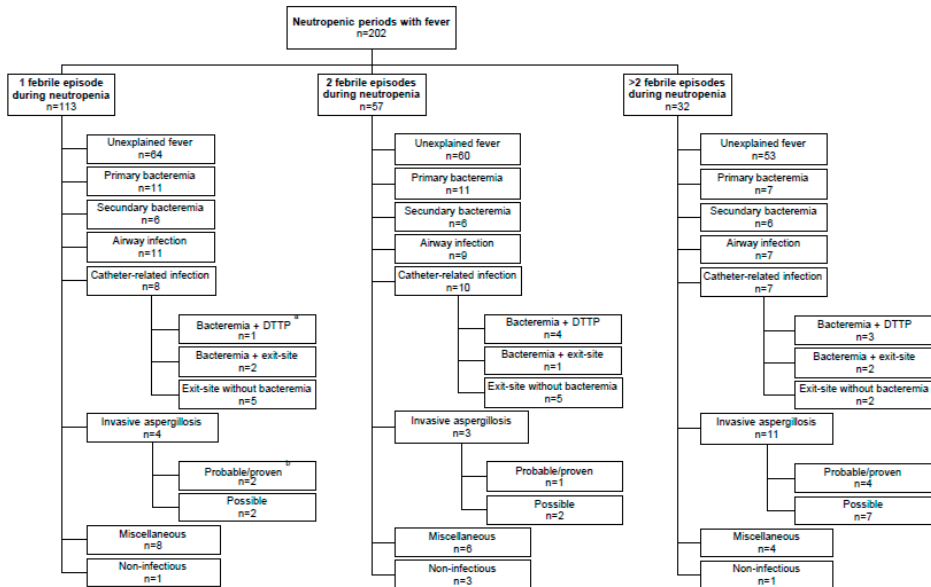 Neutropenic periods with fever
n=202
1 febrile episode
during neutropenia
n=113
Unexplained fever
n=64
Primary bacteremia
n=11
Secundary bacteremia
n=6
Airway infection
n=11
Catheter-related infection
n=8
Bacteremia + DTTP a
n=1
Bacteremia + exit-site
n=2
Exit-site without bacteremia
n=5
Invasive aspergillosis
n=4
Probable/proven b
n=2
Possible
n=2
Miscellaneous
n=8
Non-infectious
n=1
2 febrile episodes
during neutropenia
n=57
Unexplained fever
n=60
Primary bacteremia
n=11
Secundary bacteremia
n=6
Airway infection
n=9
Catheter-related infection
n=10
Bacteremia + DTTP
n=4
Bacteremia + exit-site
n=1
Exit-site without bacteremia
n=5
Invasive aspergillosis
n=3
Probable/proven
n=1
Possible
n=2
Miscellaneous
n=6
Non-infectious
n=3
>2 febrile episodes
during neutropenia
n=32
Unexplained fever
n=53
Primary bacteremia
n=7
Secundary bacteremia
n=6
Airway infection
n=7
Catheter-related infection
n=7
Bacteremia + DTTP
n=3
Bacteremia + exit-site
n=2
Exit-site without bacteremia
n=2
Invasive aspergillosis
n=11
Probable/proven
n=4
Possible
n=7
Miscellaneous
n=4
Non-infectious
n=1